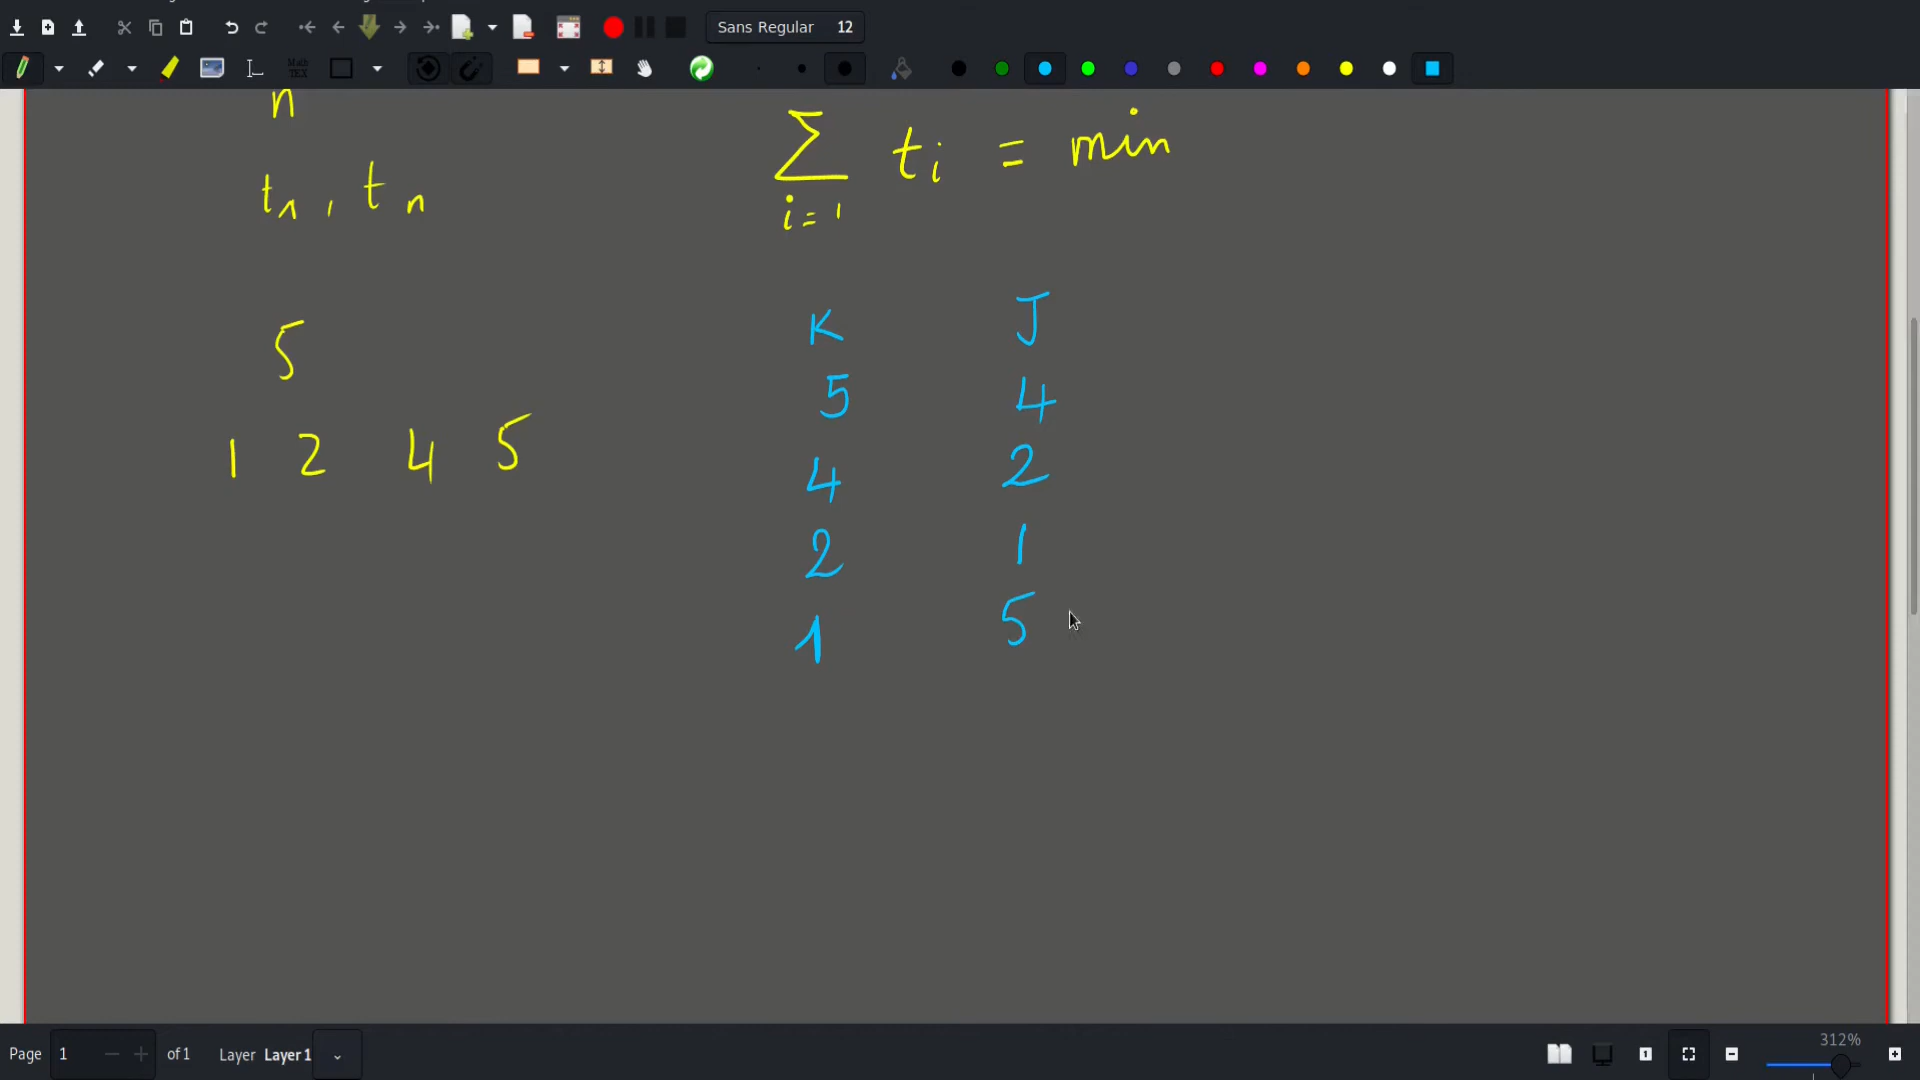 Sans Regular 12
n
t₁, tₙ
∑ tᵢ = min
i=1
5
1 2 4 5
K J
5 4
4 2
2 1
1 5
Page 1 of 1 Layer Layer 1
312%